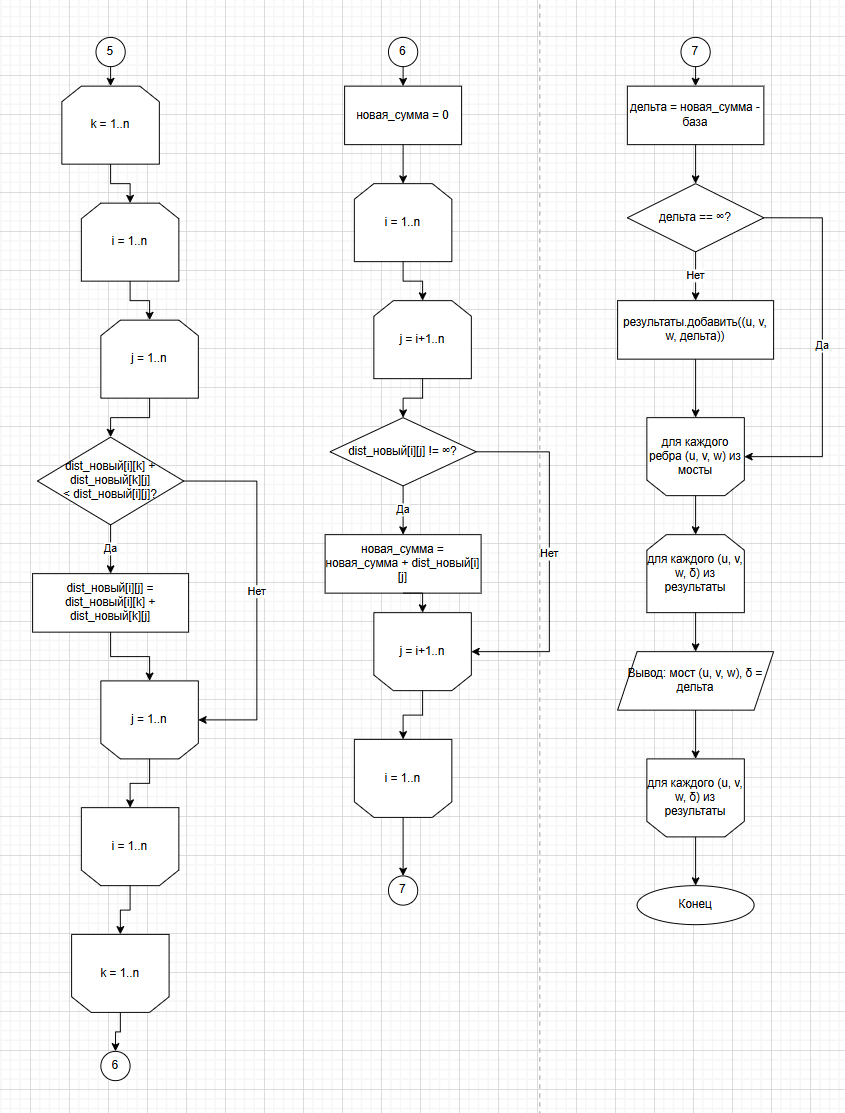 5
k = 1..n
i = 1..n
j = 1..n
dist_новый[i][k] +
dist_новый[k][j]
< dist_новый[i][j]?
Да
Нет
dist_новый[i][j] =
dist_новый[i][k] +
dist_новый[k][j]
j = 1..n
i = 1..n
k = 1..n
6
6
новая_сумма = 0
i = 1..n
j = i+1..n
dist_новый[i][j] != ∞?
Да
Нет
новая_сумма =
новая_сумма + dist_новый[i]
[j]
j = i+1..n
i = 1..n
7
7
дельта = новая_сумма -
база
дельта == ∞?
Нет
Да
результаты.добавить((u, v,
w, дельта))
для каждого
ребра (u, v, w) из
мосты
для каждого (u, v,
w, δ) из
результаты
Вывод: мост (u, v, w), δ =
дельта
для каждого (u, v,
w, δ) из
результаты
Конец